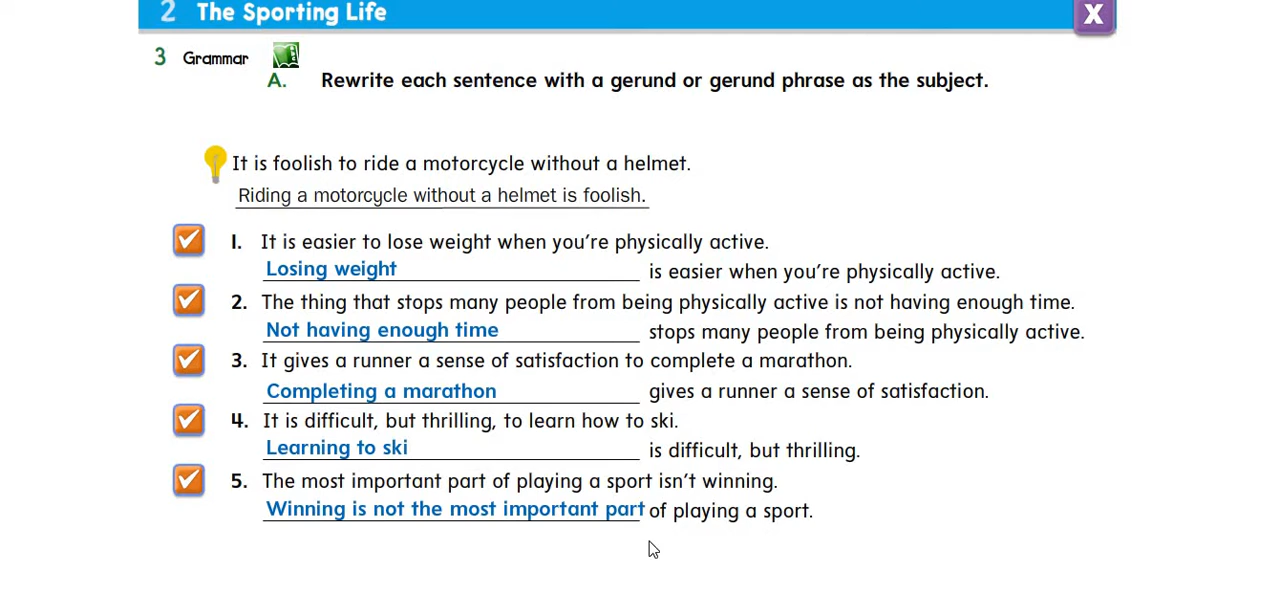 2 The Sporting Life X
3 Grammar
A. Rewrite each sentence with a gerund or gerund phrase as the subject.
It is foolish to ride a motorcycle without a helmet.
Riding a motorcycle without a helmet is foolish.
1. It is easier to lose weight when you're physically active.
Losing weight is easier when you're physically active.
2. The thing that stops many people from being physically active is not having enough time.
Not having enough time stops many people from being physically active.
3. It gives a runner a sense of satisfaction to complete a marathon.
Completing a marathon gives a runner a sense of satisfaction.
4. It is difficult, but thrilling, to learn how to ski.
Learning to ski is difficult, but thrilling.
5. The most important part of playing a sport isn't winning.
Winning is not the most important part of playing a sport.